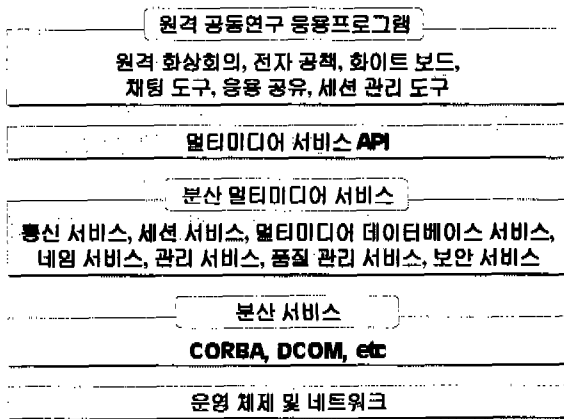 원격 공동연구 응용프로그램
원격 화상회의, 전자 공책, 화이트 보드,
채팅 도구, 응용 공유, 세션 관리 도구
멀티미디어 서비스 API
분산 멀티미디어 서비스
통신 서비스, 세션 서비스, 멀티미디어 데이터베이스 서비스,
네임 서비스, 관리 서비스, 품질 관리 서비스, 보안 서비스
분산 서비스
CORBA, DCOM, etc
운영 체제 및 네트워크